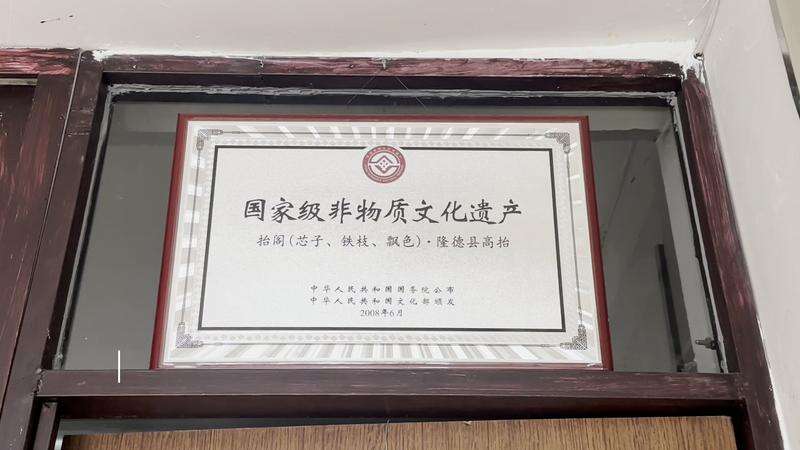 国家级非物质文化遗产
抬阁(芯子、铁枝、飘色)·隆德县高抬
中华人民共和国国务院公布
中华人民共和国文化部颁发
2008年6月